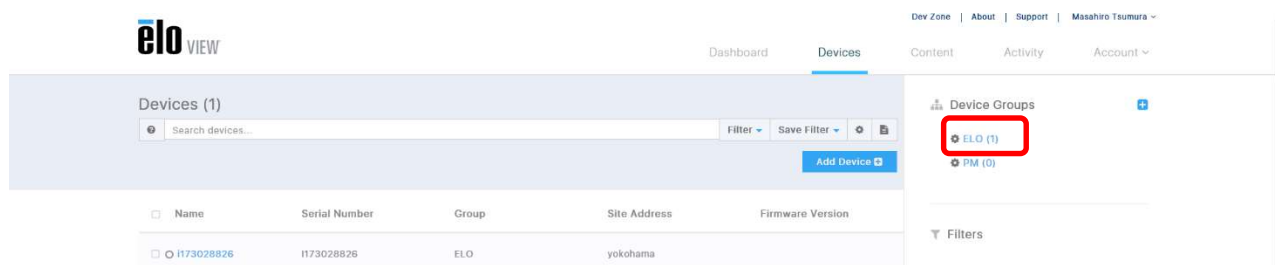 Dev Zone | About | Support | Masahiro Tsumura
ēlo VIEW
Dashboard Devices Content Activity Account
Devices (1)
Search devices...
Filter Save Filter
Add Device
Device Groups
ELO (1)
PM (0)
Name Serial Number Group Site Address Firmware Version
i173028826 I173028826 ELO yokohama
Filters